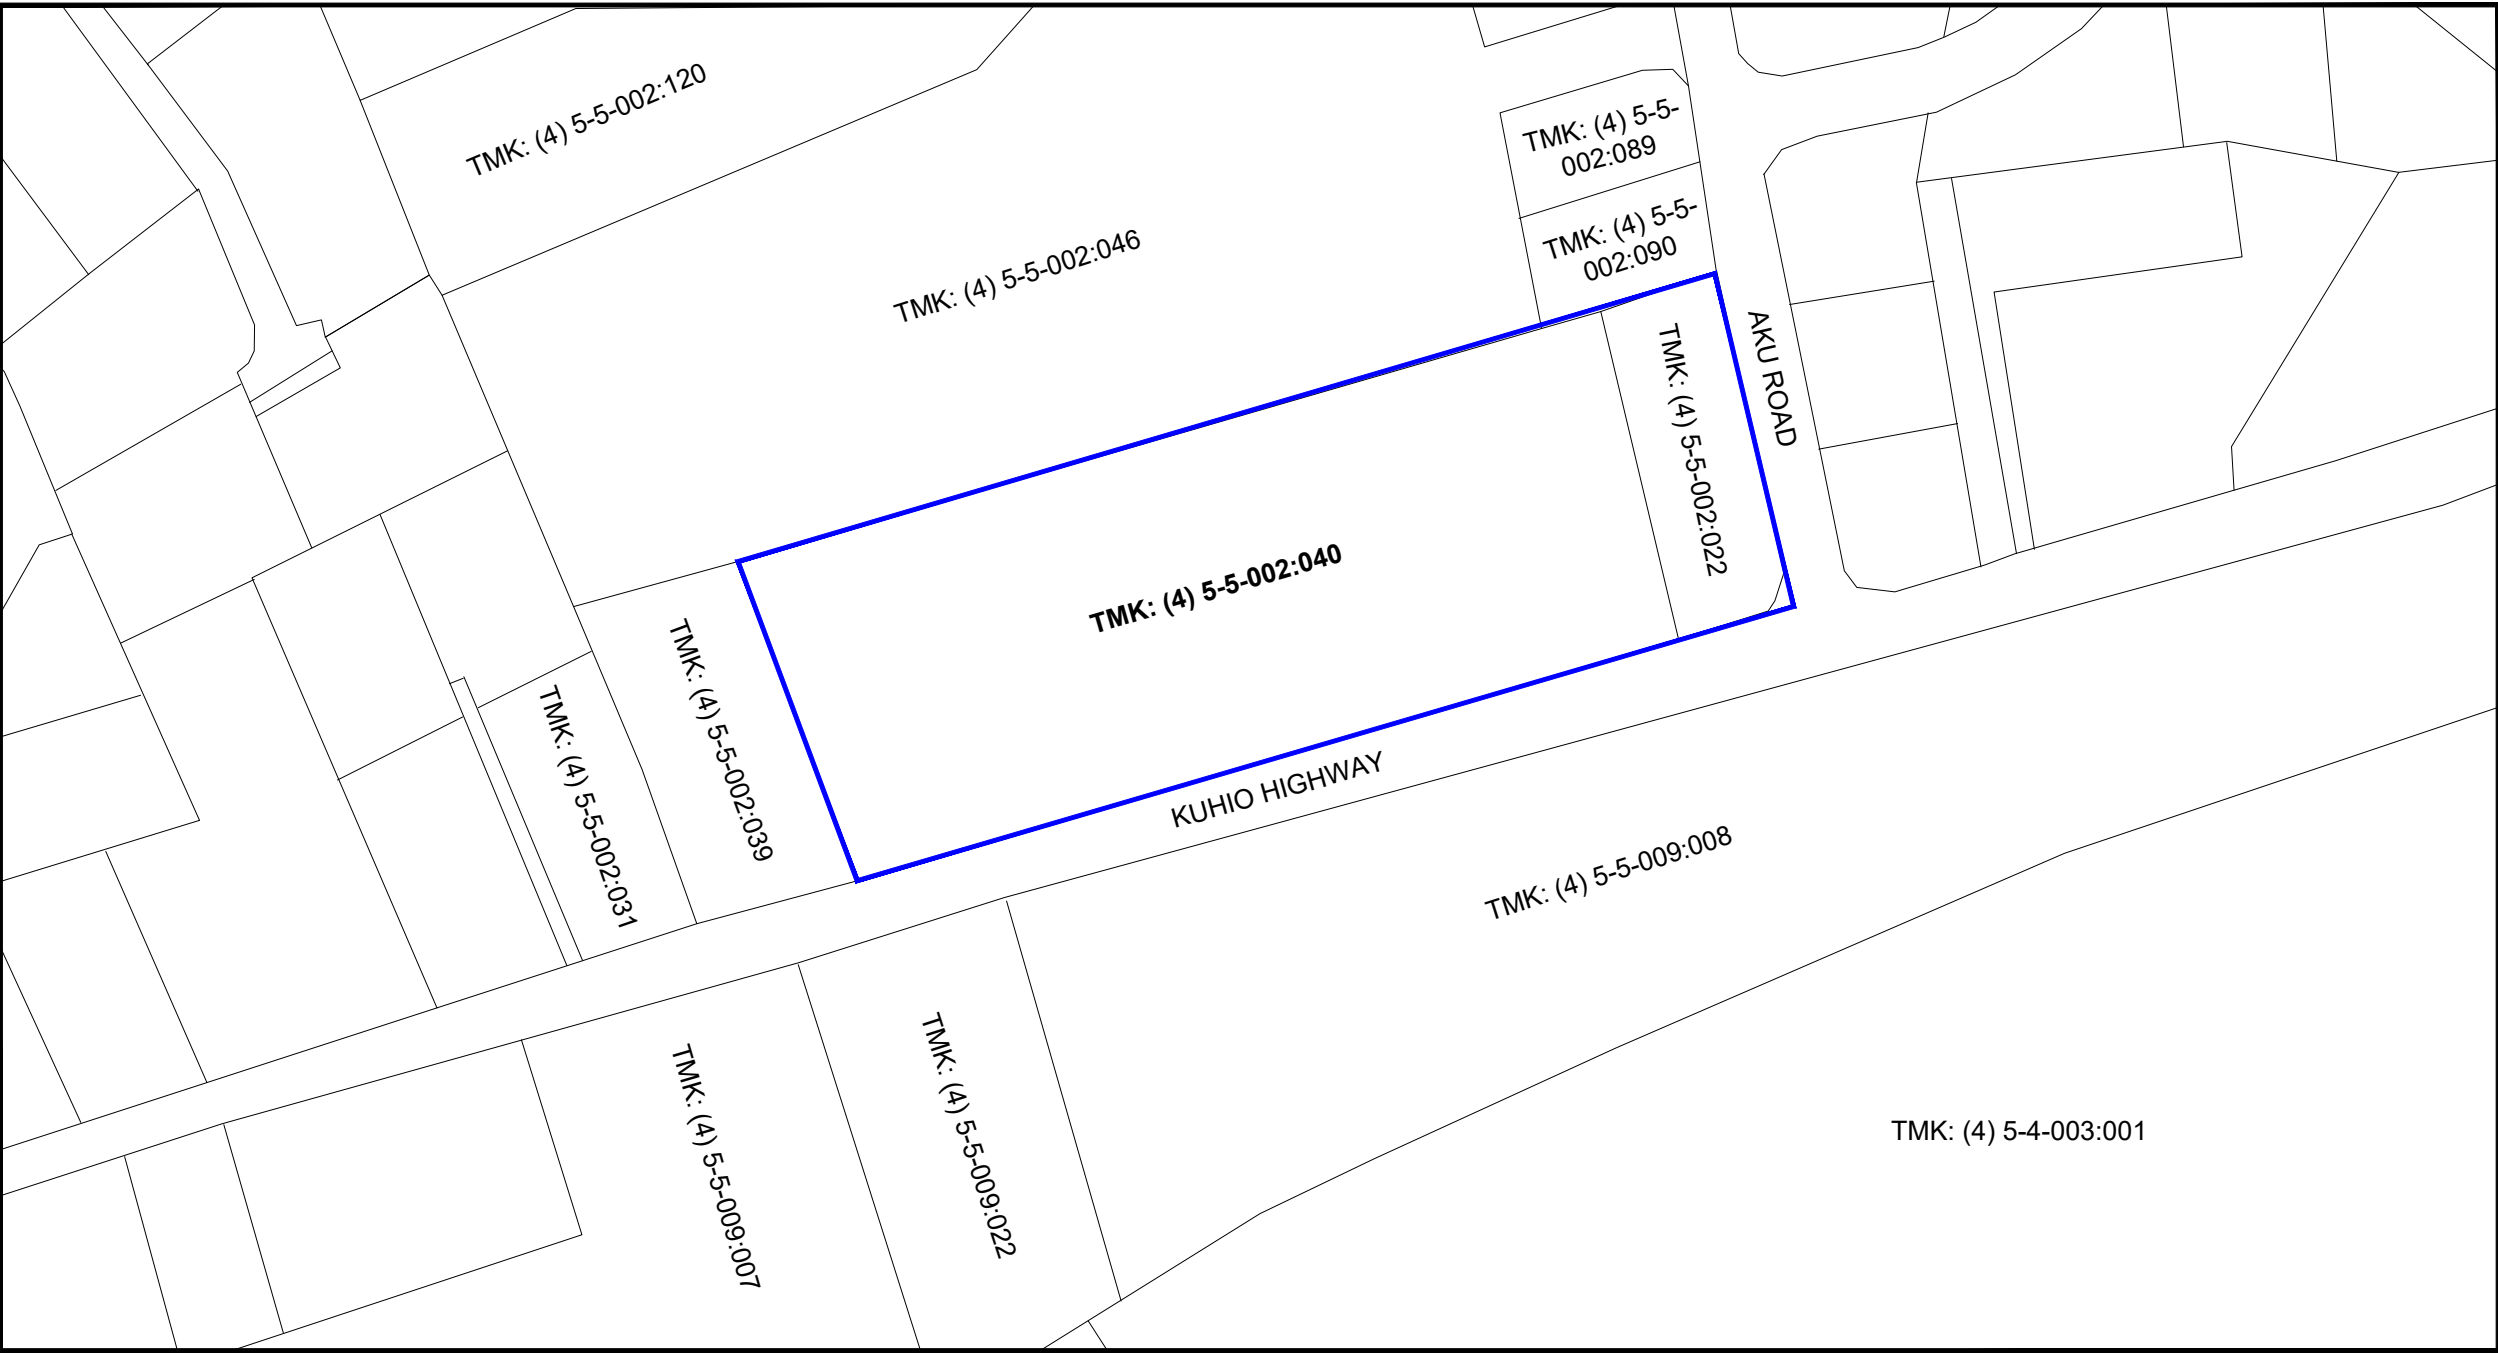 TMK: (4) 5-5-002:120
TMK: (4) 5-5-
002:089
TMK: (4) 5-5-
002:090
TMK: (4) 5-5-002:046
AKU ROAD
TMK: (4) 5-5-002:022
TMK: (4) 5-5-002:040
TMK: (4) 5-5-002:039
TMK: (4) 5-5-002:031
KUHIO HIGHWAY
TMK: (4) 5-5-009:008
TMK: (4) 5-5-009:022
TMK: (4) 5-5-009:007
TMK: (4) 5-4-003:001